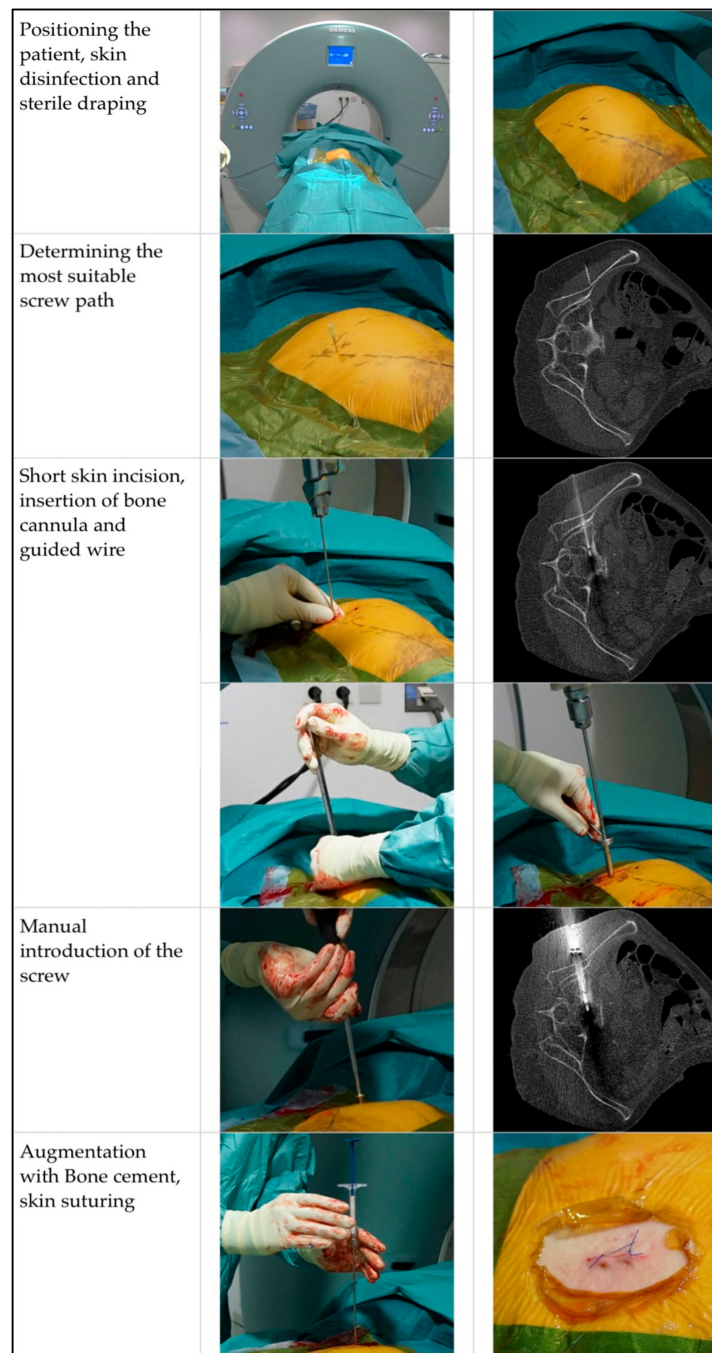 Positioning the
patient, skin
disinfection and
sterile draping
SIEMENS
Determining the
most suitable
screw path
Short skin incision,
insertion of bone
cannula and
guided wire
Manual
introduction of the
screw
Augmentation
with Bone cement,
skin suturing